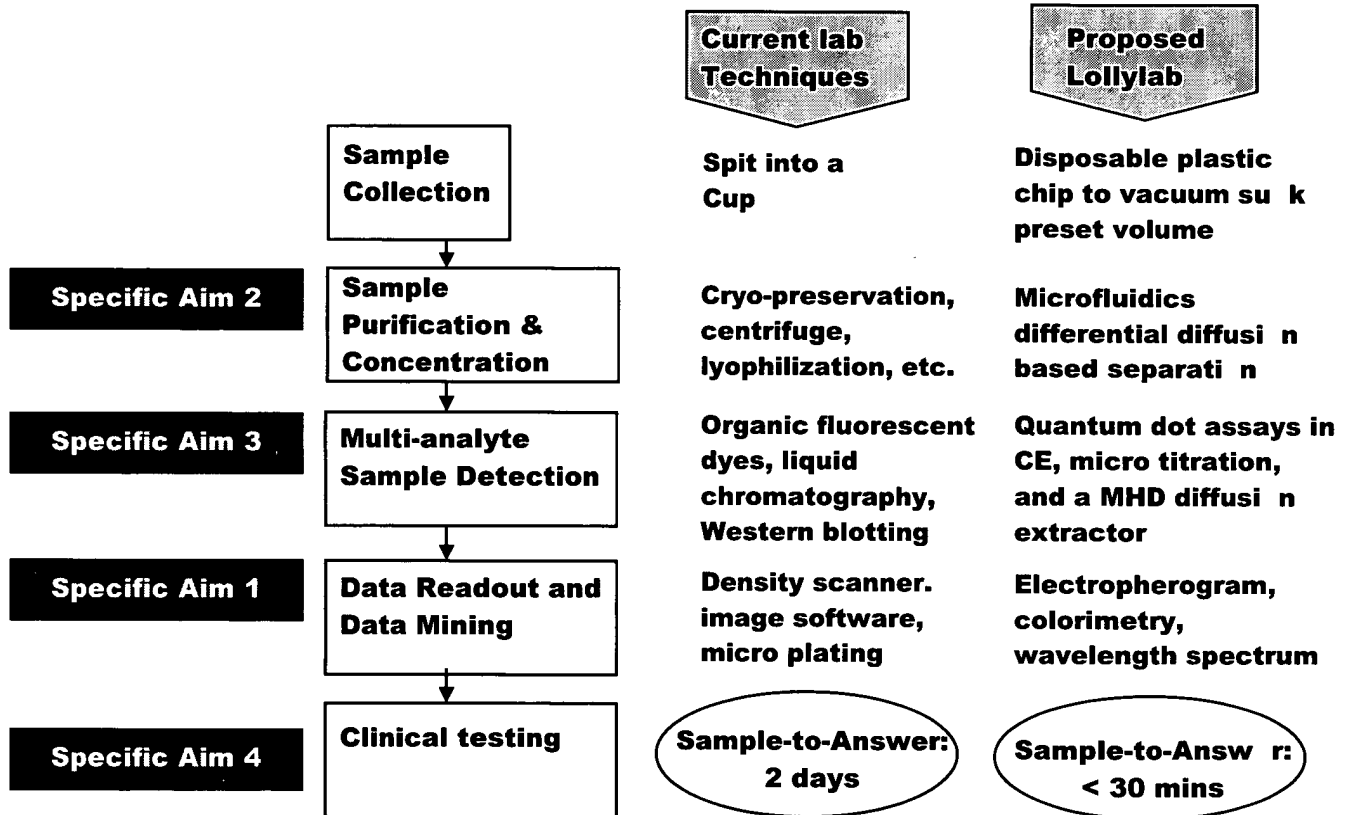 Current lab
Techniques
Proposed
Lollylab
Sample
Collection
Spit into a
Cup
Disposable plastic
chip to vacuum su k
preset volume
Specific Aim 2
Sample
Purification &
Concentration
Cryo-preservation,
centrifuge,
lyophilization, etc.
Microfluidics
differential diffusi n
based separati n
Specific Aim 3
Multi-analyte
Sample Detection
Organic fluorescent
dyes, liquid
chromatography,
Western blotting
Quantum dot assays in
CE, micro titration,
and a MHD diffusi n
extractor
Specific Aim 1
Data Readout and
Data Mining
Density scanner.
image software,
micro plating
Electropherogram,
colorimetry,
wavelength spectrum
Specific Aim 4
Clinical testing
Sample-to-Answer:
2 days
Sample-to-Answ r:
< 30 mins